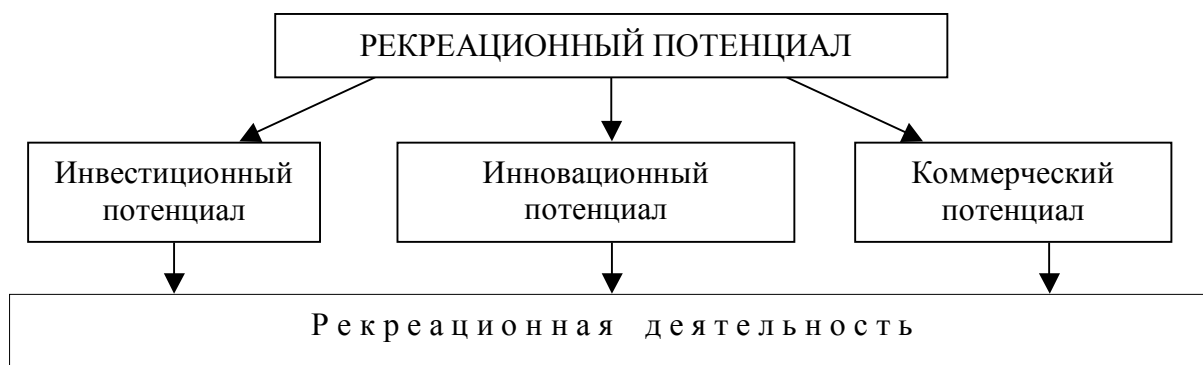 РЕКРЕАЦИОННЫЙ ПОТЕНЦИАЛ
Инвестиционный
потенциал
Инновационный
потенциал
Коммерческий
потенциал
Рекреационная деятельность